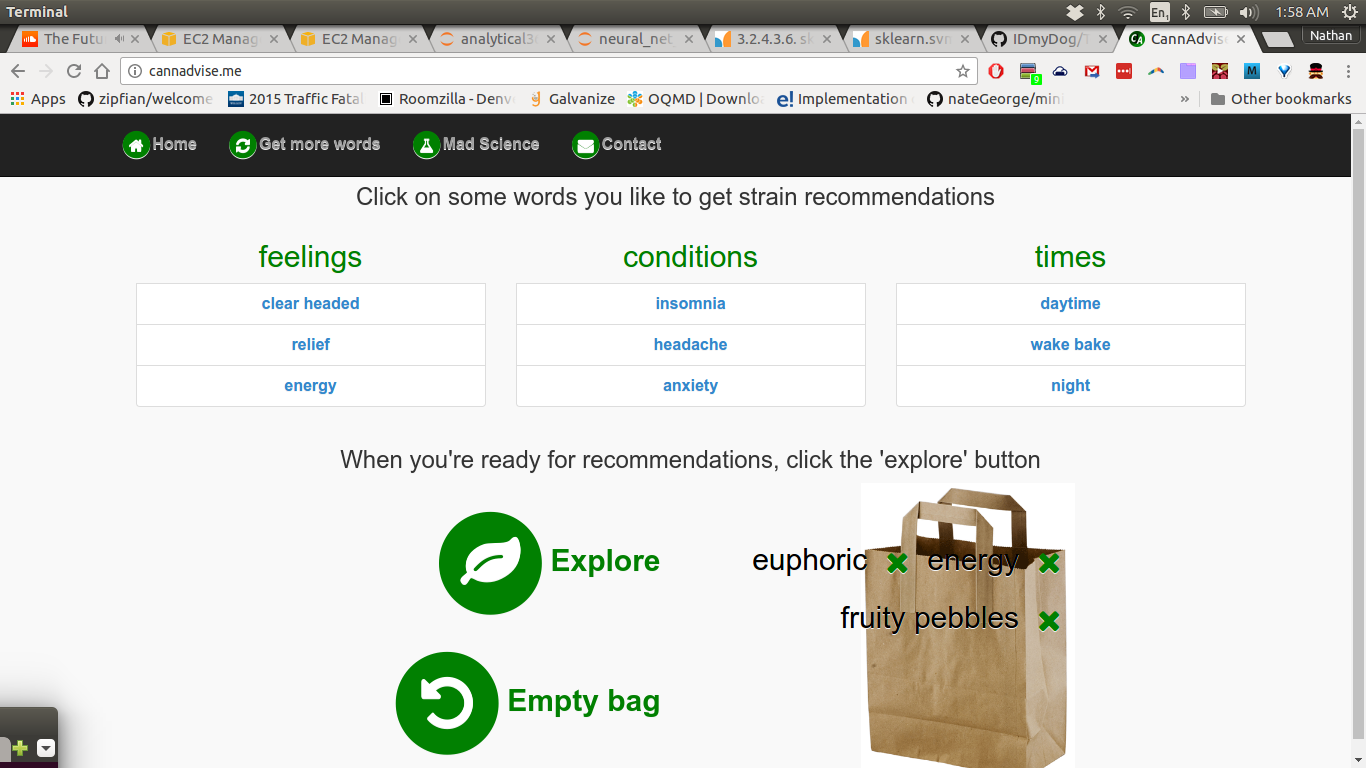 Terminal En1 1:58 AM
The Futu EC2 Manag EC2 Manag analytical3 neural_net 3.2.4.3.6. sk sklearn.svm IDmyDog/ CannAdvise Nathan
cannadvise.me 9 M
Apps zipfian/welcome 2015 Traffic Fatal Roomzilla - Denv Galvanize OQMD | Downlo e! Implementation nateGeorge/mini » Other bookmarks
Home Get more words Mad Science Contact
Click on some words you like to get strain recommendations
feelings conditions times
clear headed insomnia daytime
relief headache wake bake
energy anxiety night
When you're ready for recommendations, click the 'explore' button
Explore euphoric energy
fruity pebbles
Empty bag